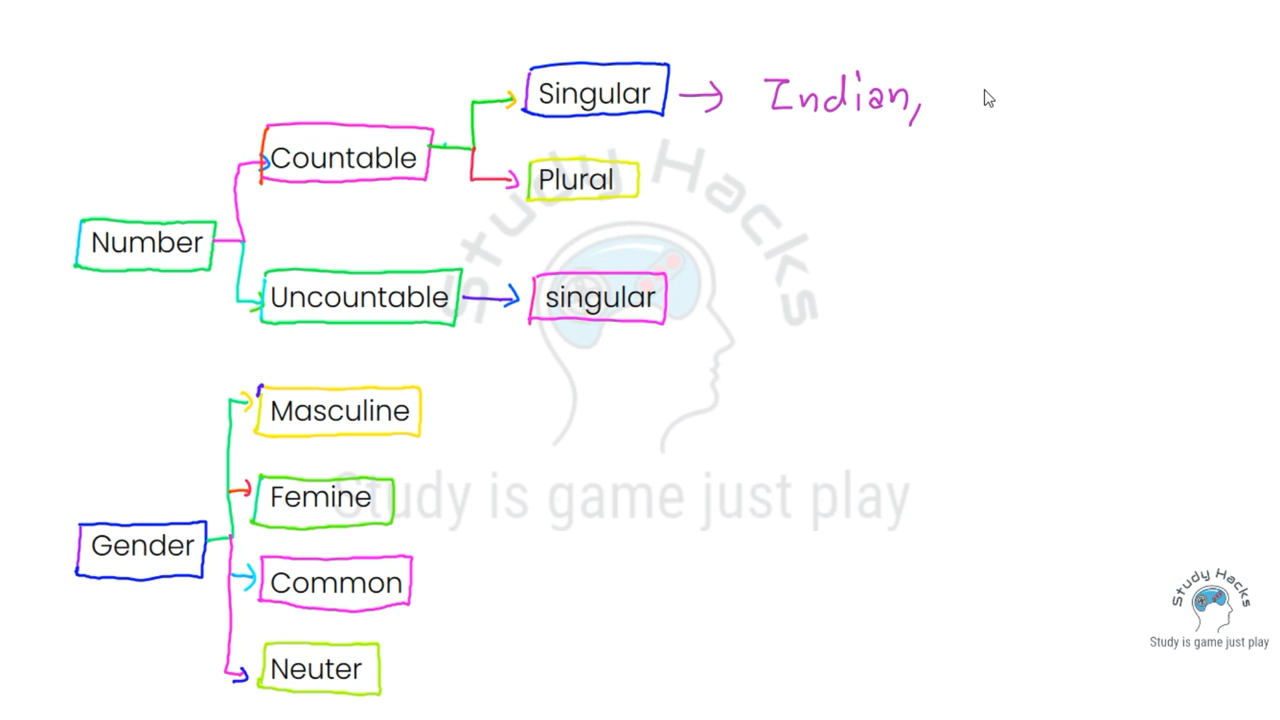 Singular → Indian,
Countable
Plural
Number
Uncountable
singular
Masculine
Femine
Gender
Common
Neuter
Study Hacks
Study is game just play
Study Hacks
Study is game just play